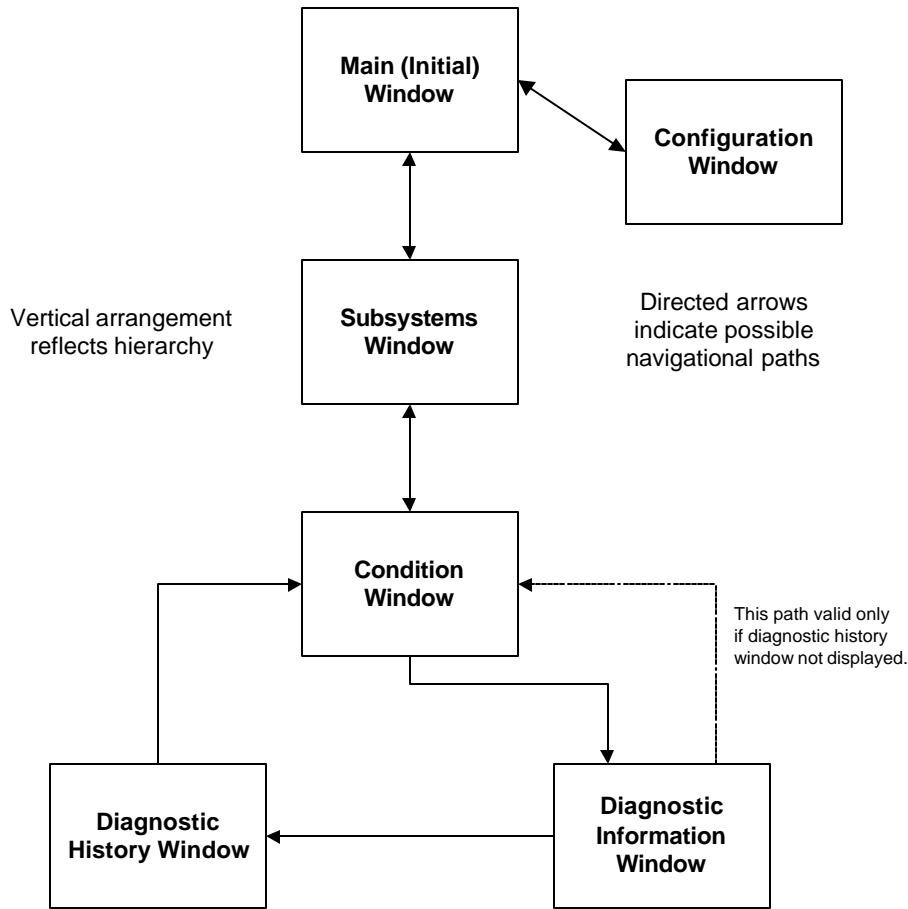 Main (Initial)
Window
Configuration
Window
Vertical arrangement
reflects hierarchy
Subsystems
Window
Directed arrows
indicate possible
navigational paths
Condition
Window
This path valid only
if diagnostic history
window not displayed.
Diagnostic
History Window
Diagnostic
Information
Window